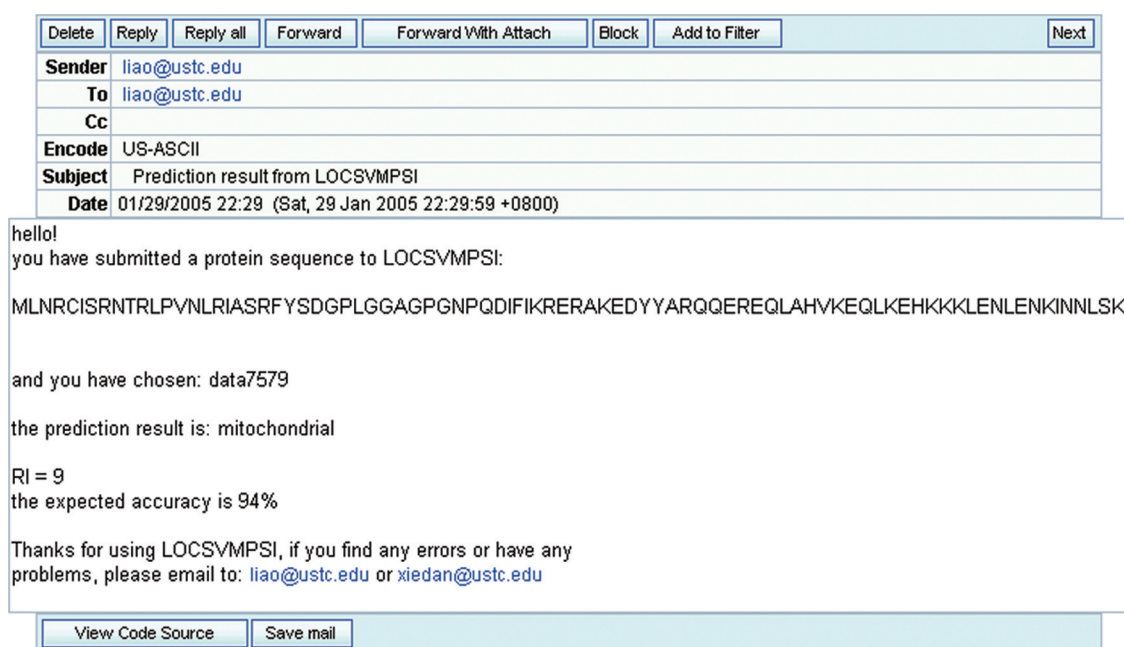 Delete Reply Reply all Forward Forward With Attach Block Add to Filter Next
Sender liao@ustc.edu
To liao@ustc.edu
Cc
Encode US-ASCII
Subject Prediction result from LOCSVMPSI
Date 01/29/2005 22:29 (Sat, 29 Jan 2005 22:29:59 +0800)
hello!
you have submitted a protein sequence to LOCSVMPSI:
MLNRCISRNTRLPVNLRIASRFYSDGPLGGAGPGNPQDIFIKRERAKEDYYARQQEREQLAHVKEQLKEHKKKLENLENKINNLSK
and you have chosen: data7579
the prediction result is: mitochondrial
RI = 9
the expected accuracy is 94%
Thanks for using LOCSVMPSI, if you find any errors or have any
problems, please email to: liao@ustc.edu or xiedan@ustc.edu
View Code Source Save mail